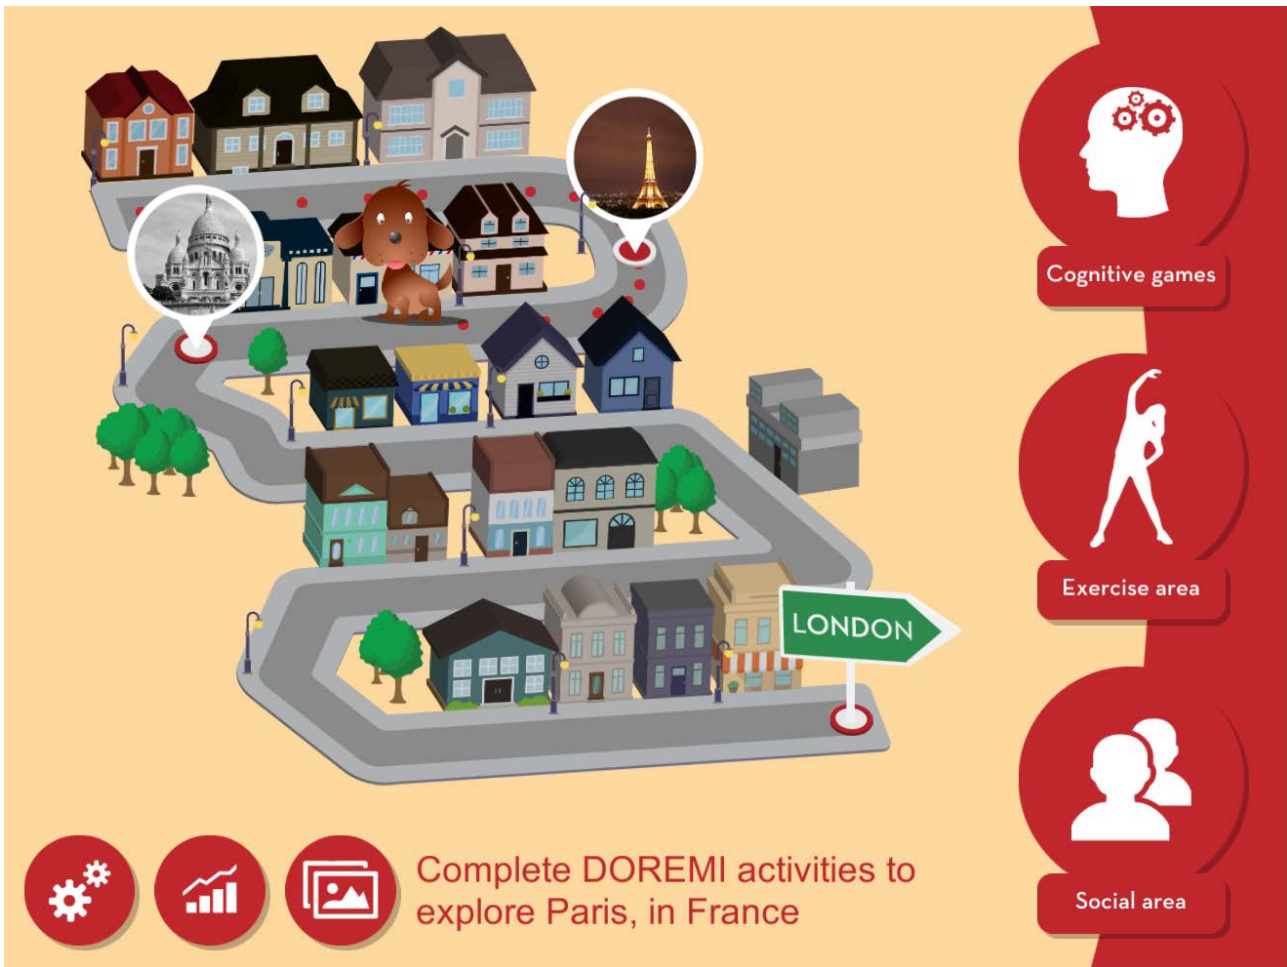 Cognitive games
Exercise area
LONDON
Social area
Complete DOREMI activities to
explore Paris, in France